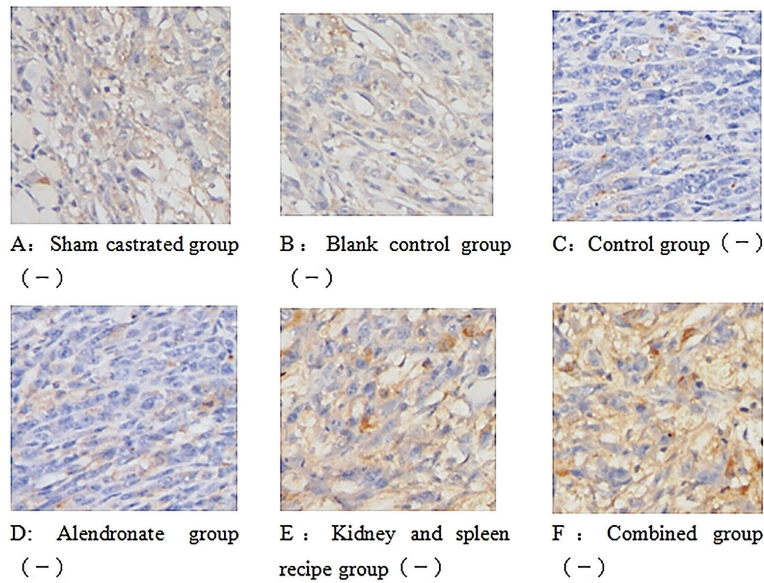 A： Sham castrated group
（－）
B： Blank control group
（－）
C：Control group（－）
D: Alendronate group
（－）
E： Kidney and spleen
recipe group（－）
F： Combined group
（－）